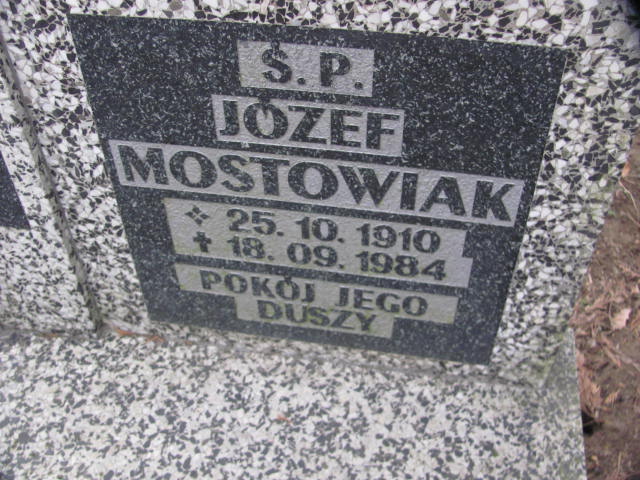 Ś.P.
JÓZEF
MOSTOWIAK
25.10.1910
✝ 18.09.1984
POKÓJ JEGO
DUSZY